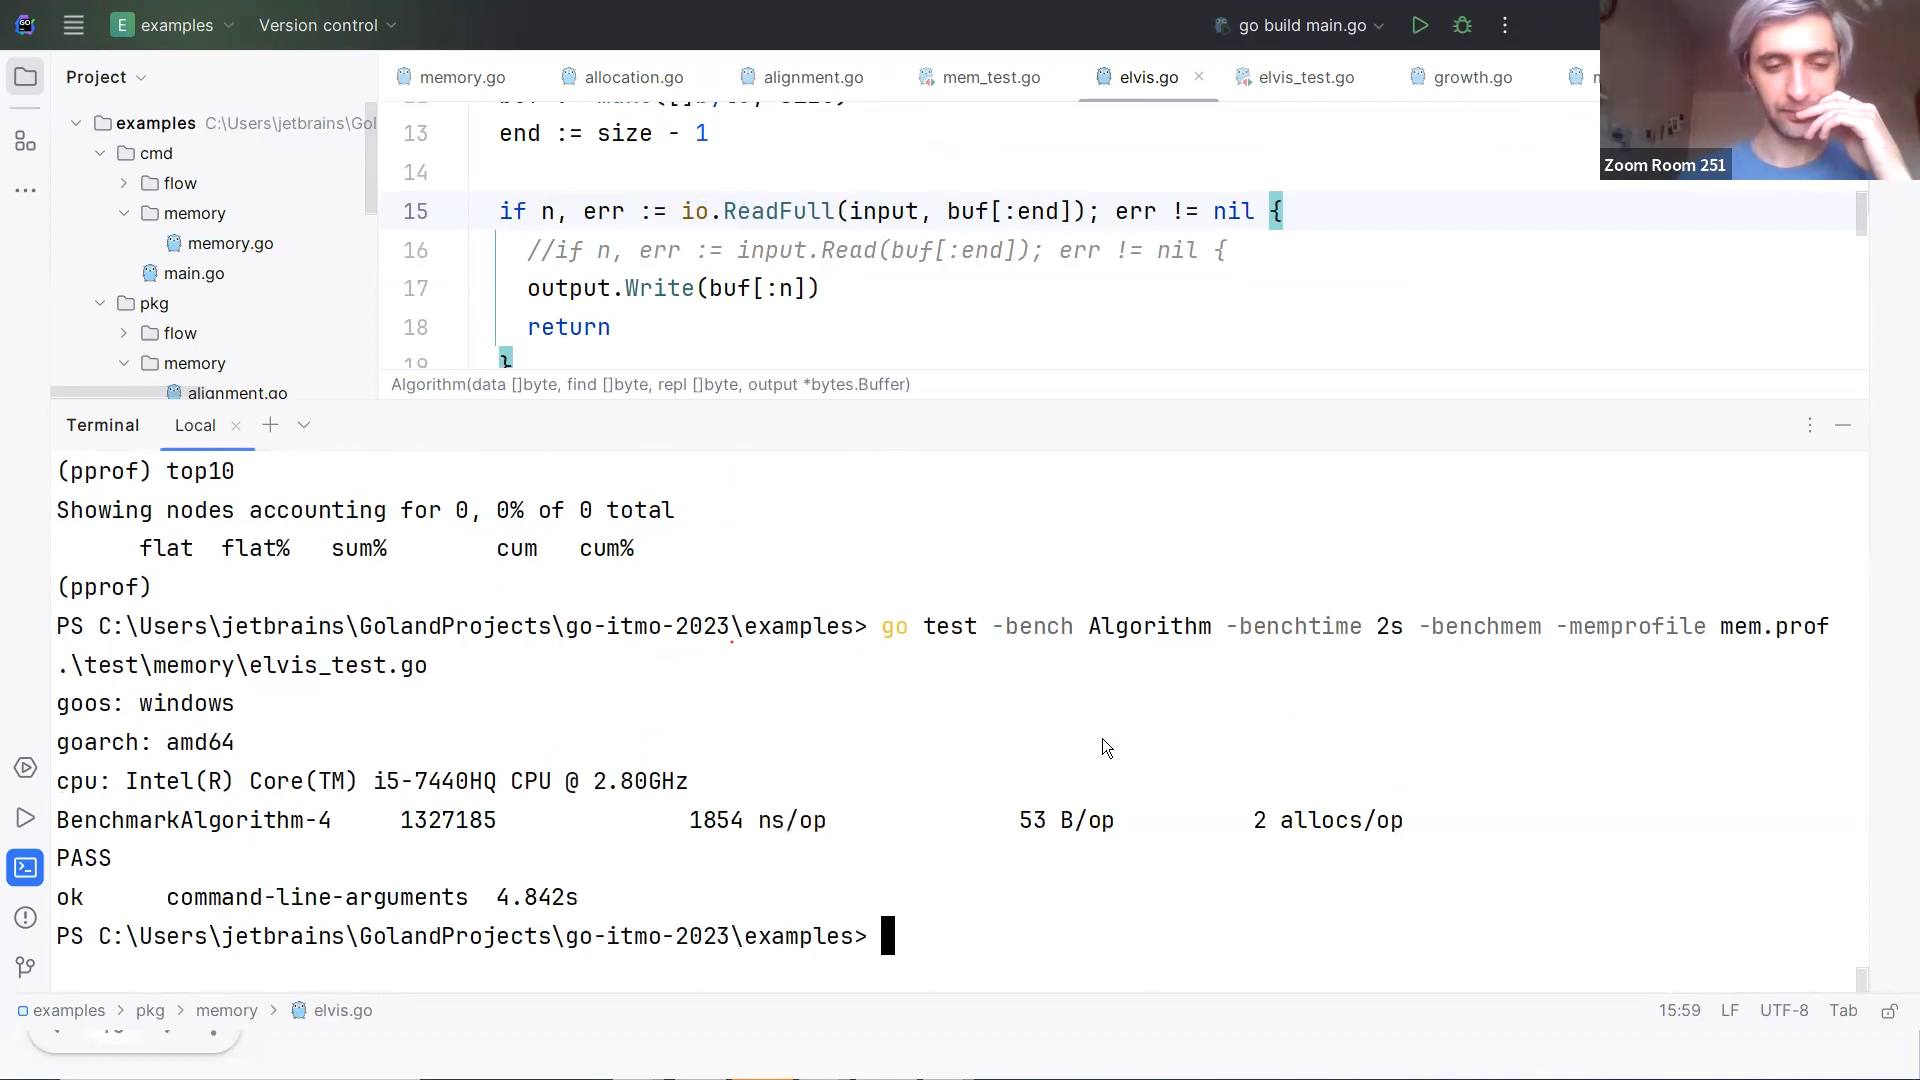 GO
E examples
Version control
go build main.go
Project
memory.go
allocation.go
alignment.go
mem_test.go
elvis.go
elvis_test.go
growth.go
Zoom Room 251
examples C:\Users\jetbrains\Gol
cmd
flow
memory
memory.go
main.go
pkg
flow
memory
alignment.go
13 end := size - 1
14
15 if n, err := io.ReadFull(input, buf[:end]); err != nil {
16 //if n, err := input.Read(buf[:end]); err != nil {
17 output.Write(buf[:n])
18 return
19 }
Algorithm(data []byte, find []byte, repl []byte, output *bytes.Buffer)
Terminal
Local
(pprof) top10
Showing nodes accounting for 0, 0% of 0 total
flat flat% sum% cum cum%
(pprof)
PS C:\Users\jetbrains\GolandProjects\go-itmo-2023\examples> go test -bench Algorithm -benchtime 2s -benchmem -memprofile mem.prof
.\test\memory\elvis_test.go
goos: windows
goarch: amd64
cpu: Intel(R) Core(TM) i5-7440HQ CPU @ 2.80GHz
BenchmarkAlgorithm-4 1327185 1854 ns/op 53 B/op 2 allocs/op
PASS
ok command-line-arguments 4.842s
PS C:\Users\jetbrains\GolandProjects\go-itmo-2023\examples>
examples > pkg > memory > elvis.go
15:59 LF UTF-8 Tab